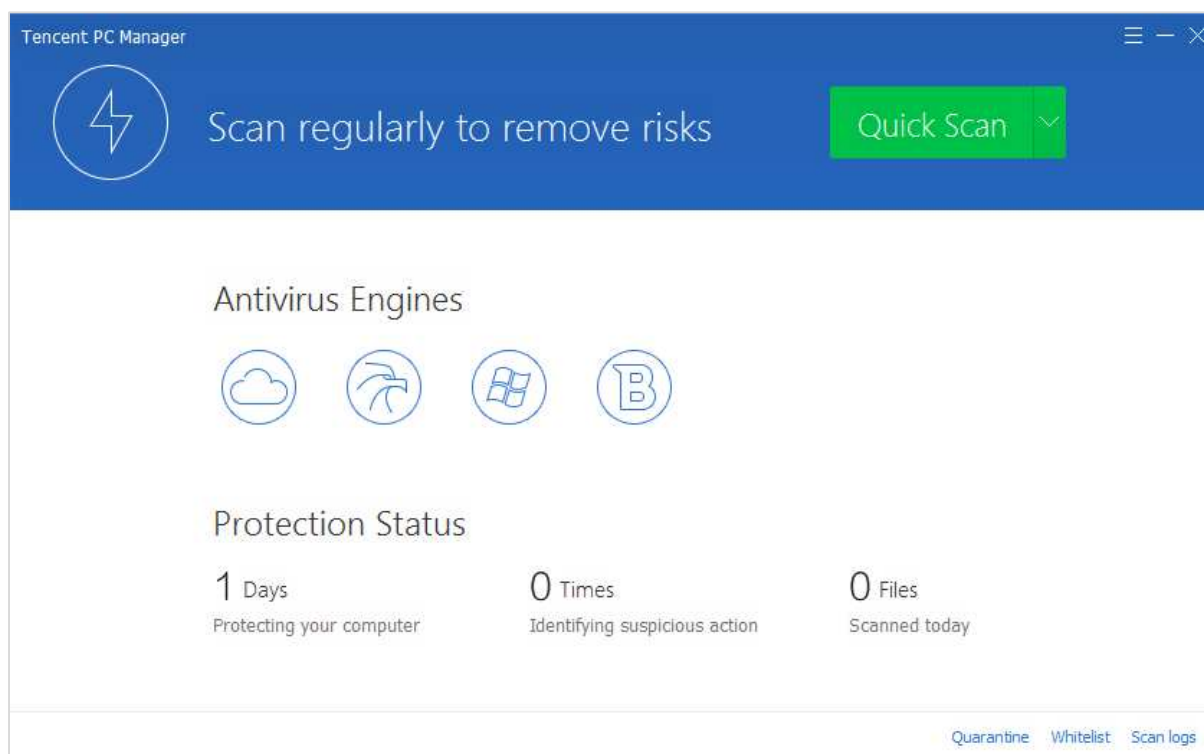 Tencent PC Manager
Scan regularly to remove risks
Quick Scan
Antivirus Engines
B
Protection Status
1 Days
0 Times
0 Files
Protecting your computer
Identifying suspicious action
Scanned today
Quarantine Whitelist Scan logs